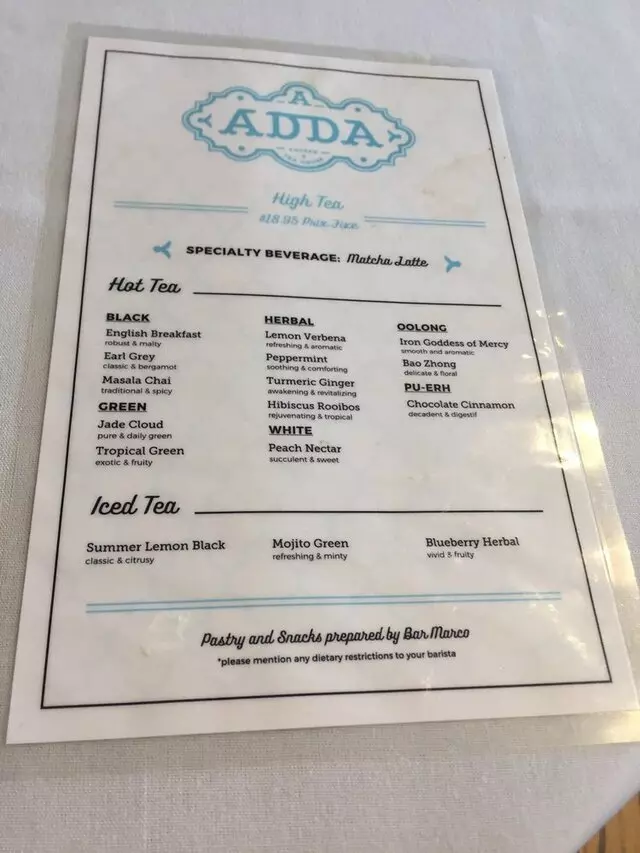 A
ADDA
COFFEE
&
TEA HOUSE
High Tea
$18.95 Prix-Fixe
SPECIALTY BEVERAGE: Matcha Latte
Hot Tea
BLACK
English Breakfast
robust & malty
Earl Grey
classic & bergamot
Masala Chai
traditional & spicy
GREEN
Jade Cloud
pure & daily green
Tropical Green
exotic & fruity
HERBAL
Lemon Verbena
refreshing & aromatic
Peppermint
soothing & comforting
Turmeric Ginger
awakening & revitalizing
Hibiscus Rooibos
rejuvenating & tropical
WHITE
Peach Nectar
succulent & sweet
OOLONG
Iron Goddess of Mercy
smooth and aromatic
Bao Zhong
delicate & floral
PU-ERH
Chocolate Cinnamon
decadent & digestif
Iced Tea
Summer Lemon Black
classic & citrusy
Mojito Green
refreshing & minty
Blueberry Herbal
vivid & fruity
Pastry and Snacks prepared by Bar Marco
*please mention any dietary restrictions to your barista